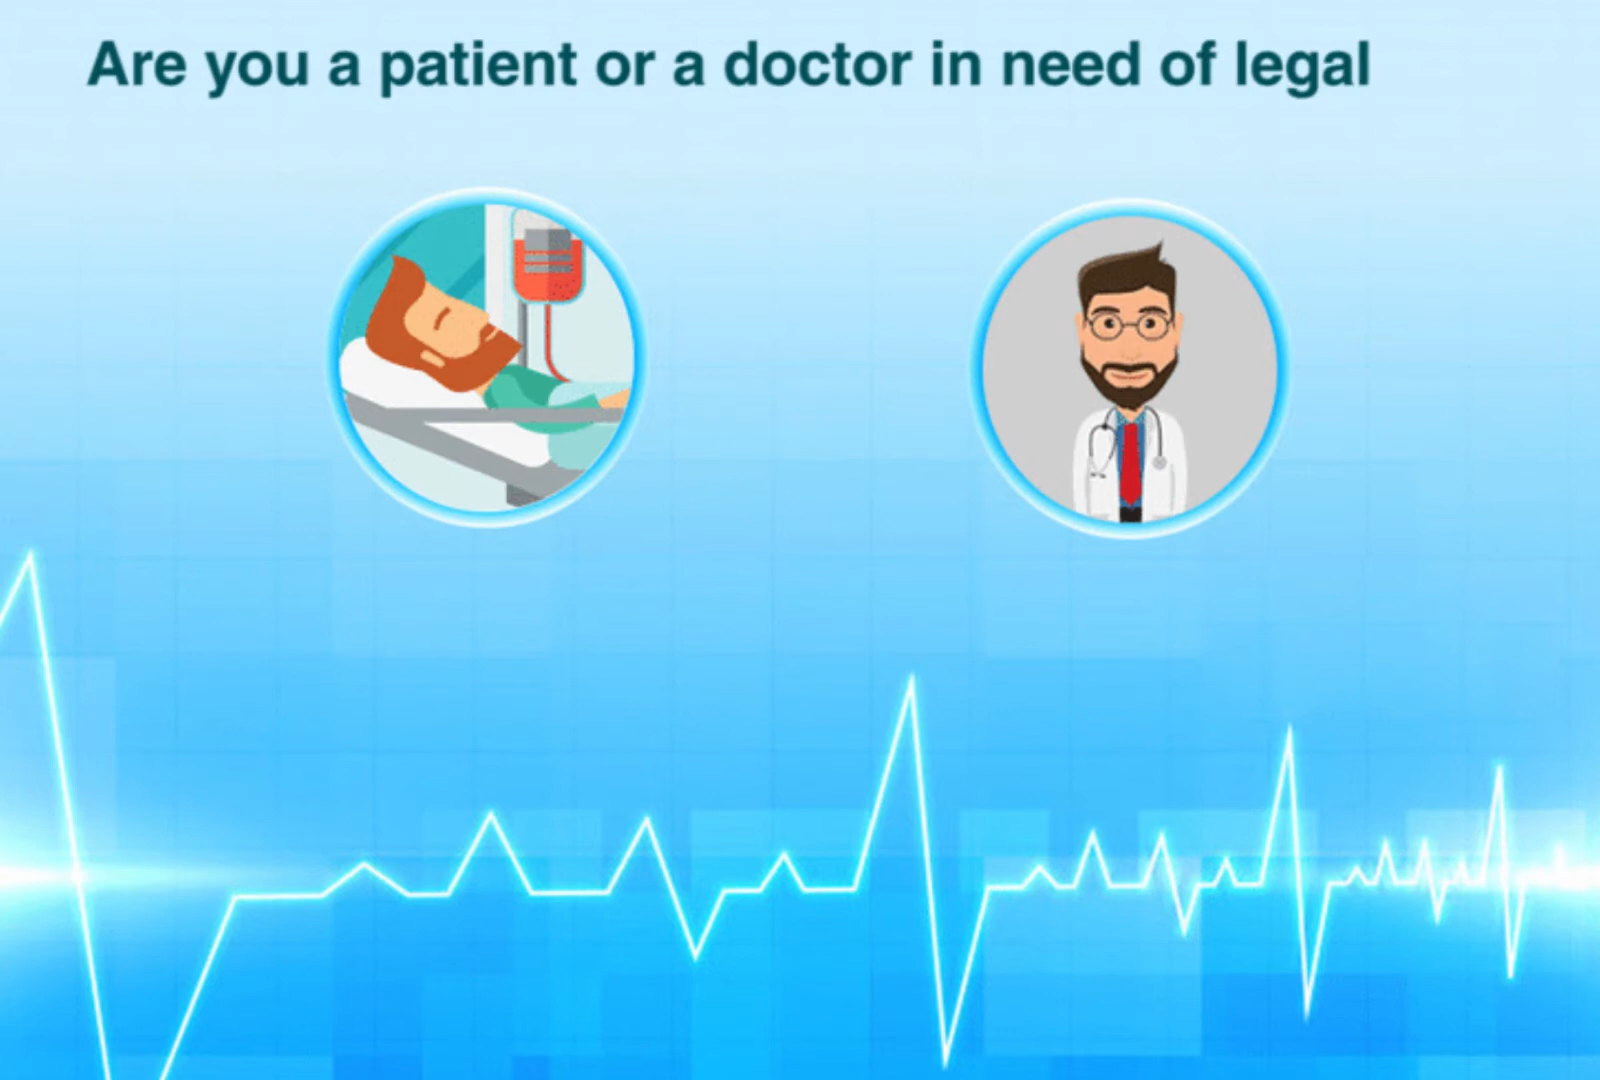 Are you a patient or a doctor in need of legal